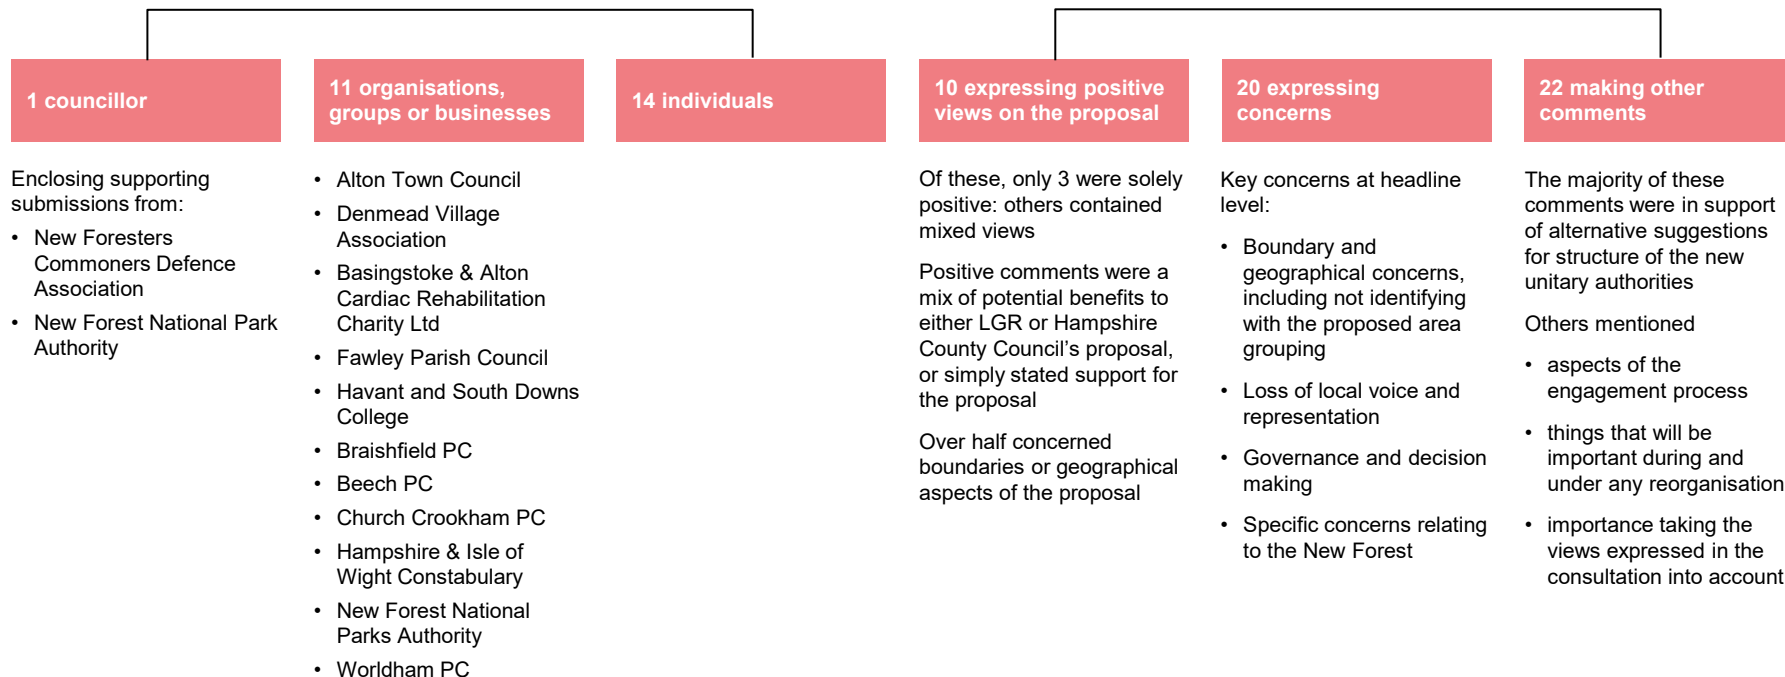 1 councillor
Enclosing supporting
submissions from:
• New Foresters
Commoners Defence
Association
• New Forest National Park
Authority
11 organisations,
groups or businesses
• Alton Town Council
• Denmead Village
Association
• Basingstoke & Alton
Cardiac Rehabilitation
Charity Ltd
• Fawley Parish Council
• Havant and South Downs
College
• Braishfield PC
• Beech PC
• Church Crookham PC
• Hampshire & Isle of
Wight Constabulary
• New Forest National
Parks Authority
• Worldham PC
14 individuals
10 expressing positive
views on the proposal
Of these, only 3 were solely
positive: others contained
mixed views
Positive comments were a
mix of potential benefits to
either LGR or Hampshire
County Council's proposal,
or simply stated support for
the proposal
Over half concerned
boundaries or geographical
aspects of the proposal
20 expressing
concerns
Key concerns at headline
level:
• Boundary and
geographical concerns,
including not identifying
with the proposed area
grouping
• Loss of local voice and
representation
• Governance and decision
making
• Specific concerns relating
to the New Forest
22 making other
comments
The majority of these
comments were in support
of alternative suggestions
for structure of the new
unitary authorities
Others mentioned
• aspects of the
engagement process
• things that will be
important during and
under any reorganisation
• importance taking the
views expressed in the
consultation into account